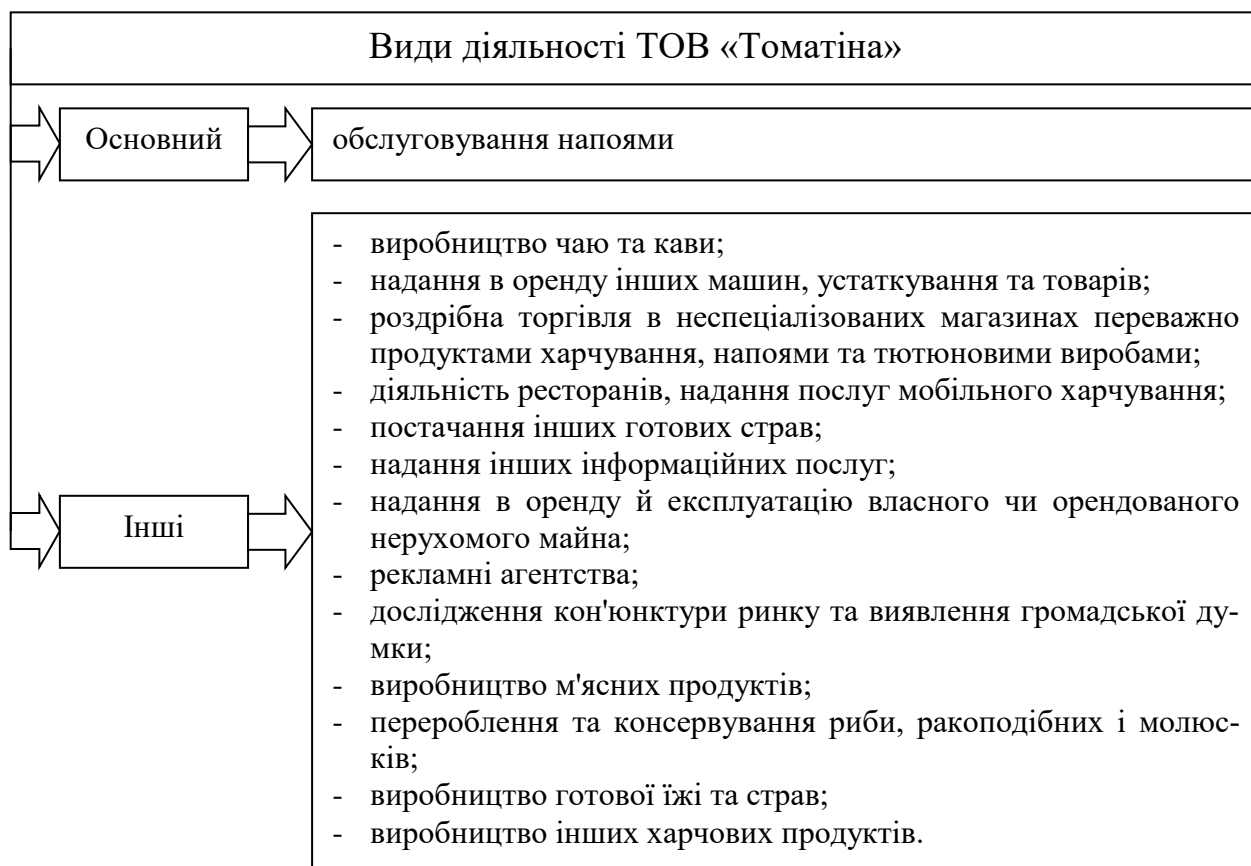 Види діяльності ТОВ «Томатіна»
Основний
обслуговування напоями
Інші
- виробництво чаю та кави;
- надання в оренду інших машин, устаткування та товарів;
- роздрібна торгівля в неспеціалізованих магазинах переважно
продуктами харчування, напоями та тютюновими виробами;
- діяльність ресторанів, надання послуг мобільного харчування;
- постачання інших готових страв;
- надання інших інформаційних послуг;
- надання в оренду й експлуатацію власного чи орендованого
нерухомого майна;
- рекламні агентства;
- дослідження кон'юнктури ринку та виявлення громадської ду-
мки;
- виробництво м'ясних продуктів;
- перероблення та консервування риби, ракоподібних і молюс-
ків;
- виробництво готової їжі та страв;
- виробництво інших харчових продуктів.